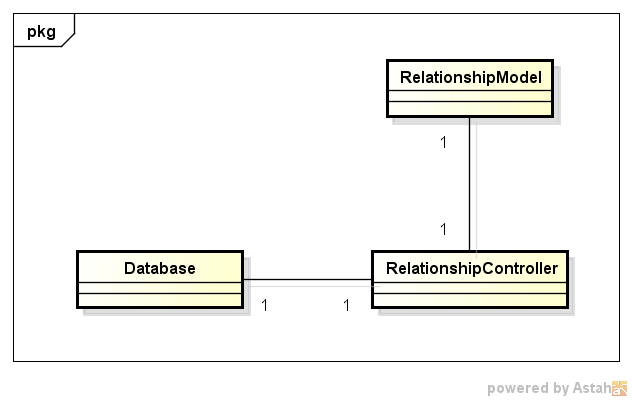 pkg
RelationshipModel
1
1
Database
RelationshipController
1
1
powered by Astah